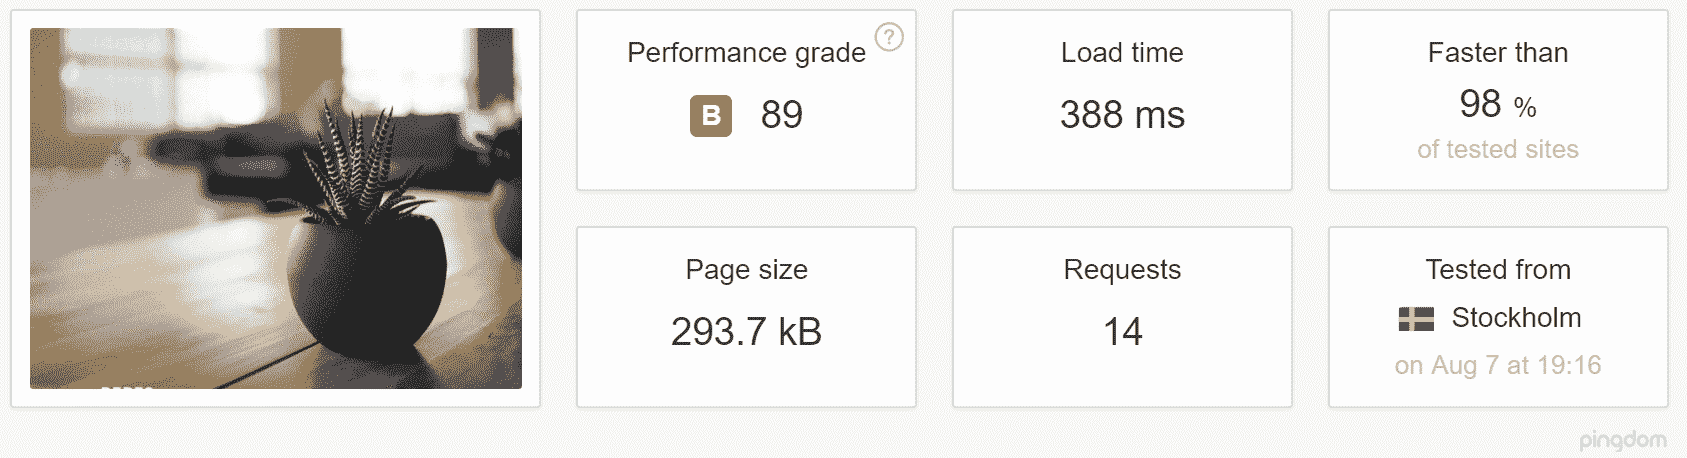 Performance grade
?
B 89
Load time
388 ms
Faster than
98 %
of tested sites
Page size
293.7 kB
Requests
14
Tested from
Stockholm
on Aug 7 at 19:16
pingdom